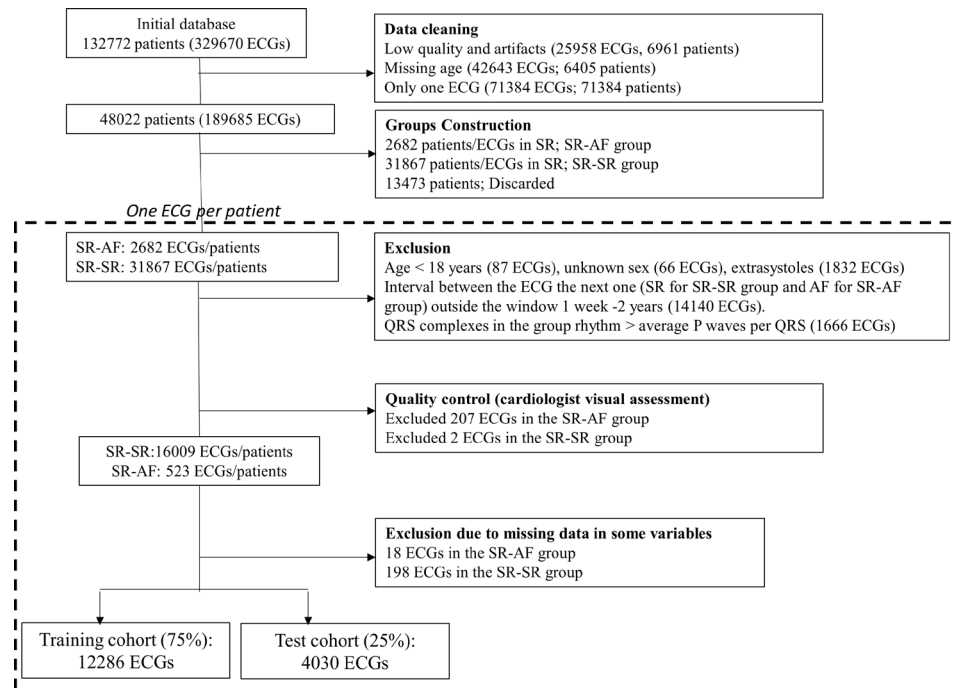 Initial database
132772 patients (329670 ECGs)
Data cleaning
Low quality and artifacts (25958 ECGs, 6961 patients)
Missing age (42643 ECGs; 6405 patients)
Only one ECG (71384 ECGs; 71384 patients)
48022 patients (189685 ECGs)
Groups Construction
2682 patients/ECGs in SR; SR-AF group
31867 patients/ECGs in SR; SR-SR group
13473 patients; Discarded
One ECG per patient
SR-AF: 2682 ECGs/patients
SR-SR: 31867 ECGs/patients
Exclusion
Age < 18 years (87 ECGs), unknown sex (66 ECGs), extrasystoles (1832 ECGs)
Interval between the ECG the next one (SR for SR-SR group and AF for SR-AF
group) outside the window 1 week -2 years (14140 ECGs).
QRS complexes in the group rhythm > average P waves per QRS (1666 ECGs)
Quality control (cardiologist visual assessment)
Excluded 207 ECGs in the SR-AF group
Excluded 2 ECGs in the SR-SR group
SR-SR:16009 ECGs/patients
SR-AF: 523 ECGs/patients
Exclusion due to missing data in some variables
18 ECGs in the SR-AF group
198 ECGs in the SR-SR group
Training cohort (75%):
12286 ECGs
Test cohort (25%):
4030 ECGs